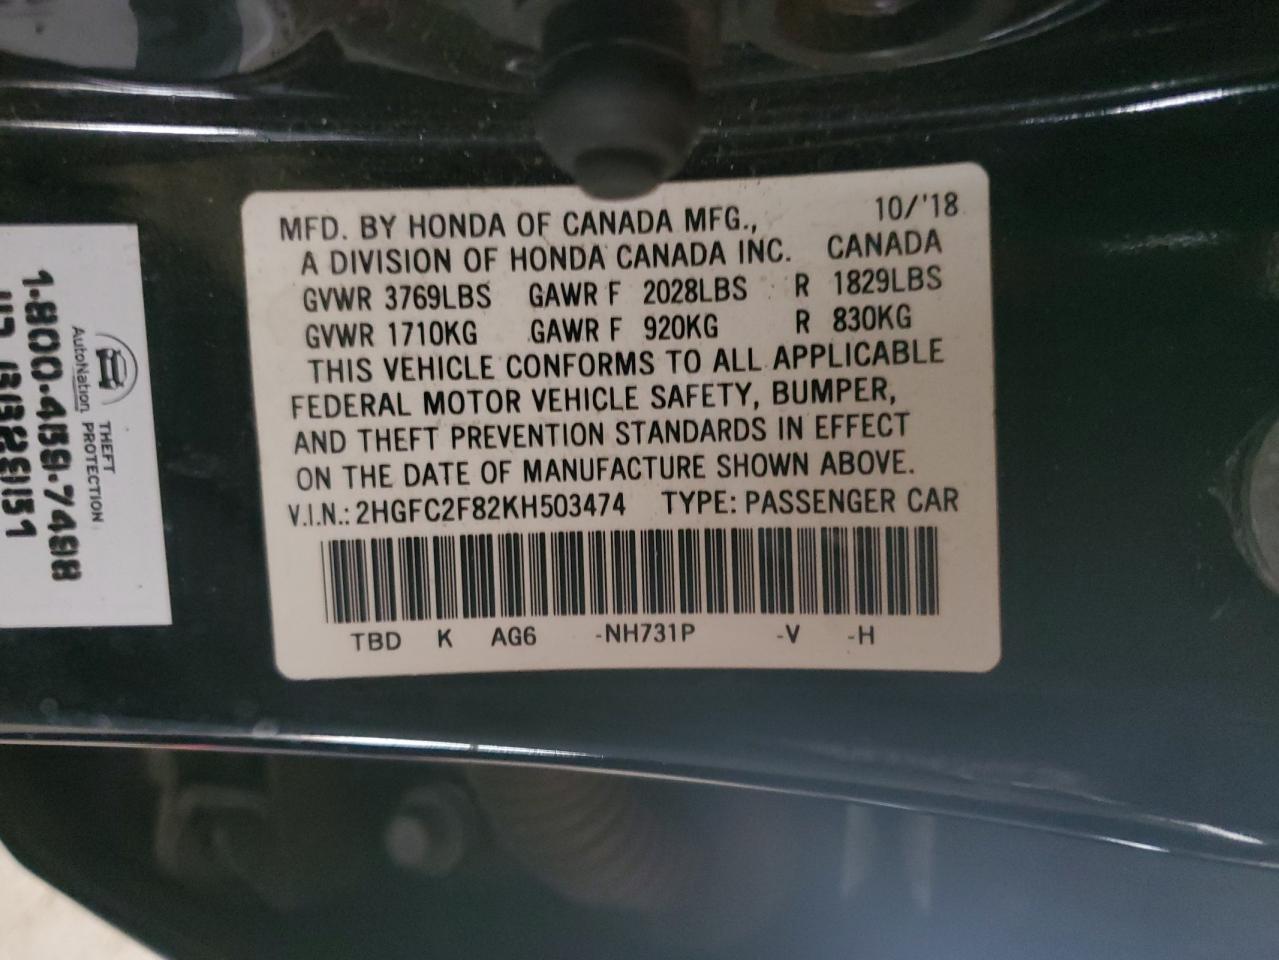 MFD. BY HONDA OF CANADA MFG., 10/'18
A DIVISION OF HONDA CANADA INC. CANADA
GVWR 3769LBS GAWR F 2028LBS R 1829LBS
GVWR 1710KG GAWR F 920KG R 830KG
THIS VEHICLE CONFORMS TO ALL APPLICABLE
FEDERAL MOTOR VEHICLE SAFETY, BUMPER,
AND THEFT PREVENTION STANDARDS IN EFFECT
ON THE DATE OF MANUFACTURE SHOWN ABOVE.
V.I.N.: 2HGFC2F82KH503474 TYPE: PASSENGER CAR
TBD K AG6 -NH731P -V -H
AutoNation THEFT PROTECTION
1-800-459-7498